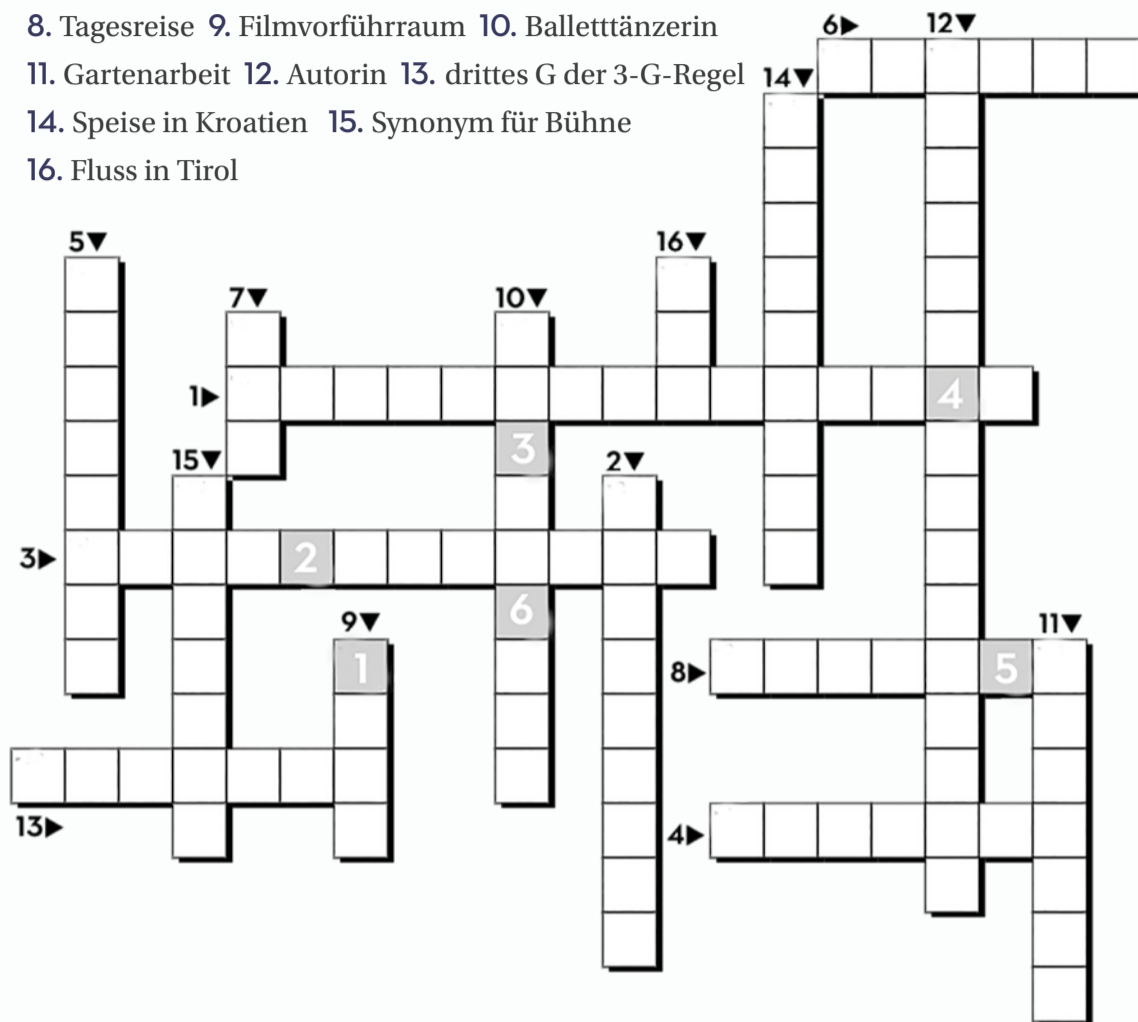 8. Tagesreise 9. Filmvorführraum 10. Balletttänzerin
11. Gartenarbeit 12. Autorin 13. drittes G der 3-G-Regel
14. Speise in Kroatien 15. Synonym für Bühne
16. Fluss in Tirol
6▶ 12▼
14▼
5▼ 16▼
7▼ 10▼
1▶ 4
3
15▼ 2▼
3▶ 2
6
9▼ 11▼
1 8▶ 5
13▶ 4▶